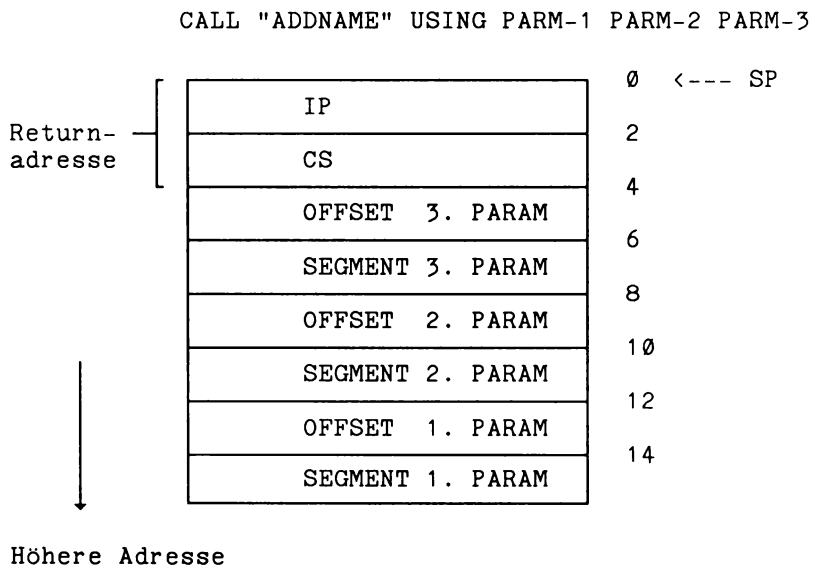 CALL "ADDNAME" USING PARM-1 PARM-2 PARM-3
0 <--- SP
IP
Return-
adresse
2
CS
4
OFFSET 3. PARAM
6
SEGMENT 3. PARAM
8
OFFSET 2. PARAM
10
SEGMENT 2. PARAM
12
OFFSET 1. PARAM
14
SEGMENT 1. PARAM
Höhere Adresse